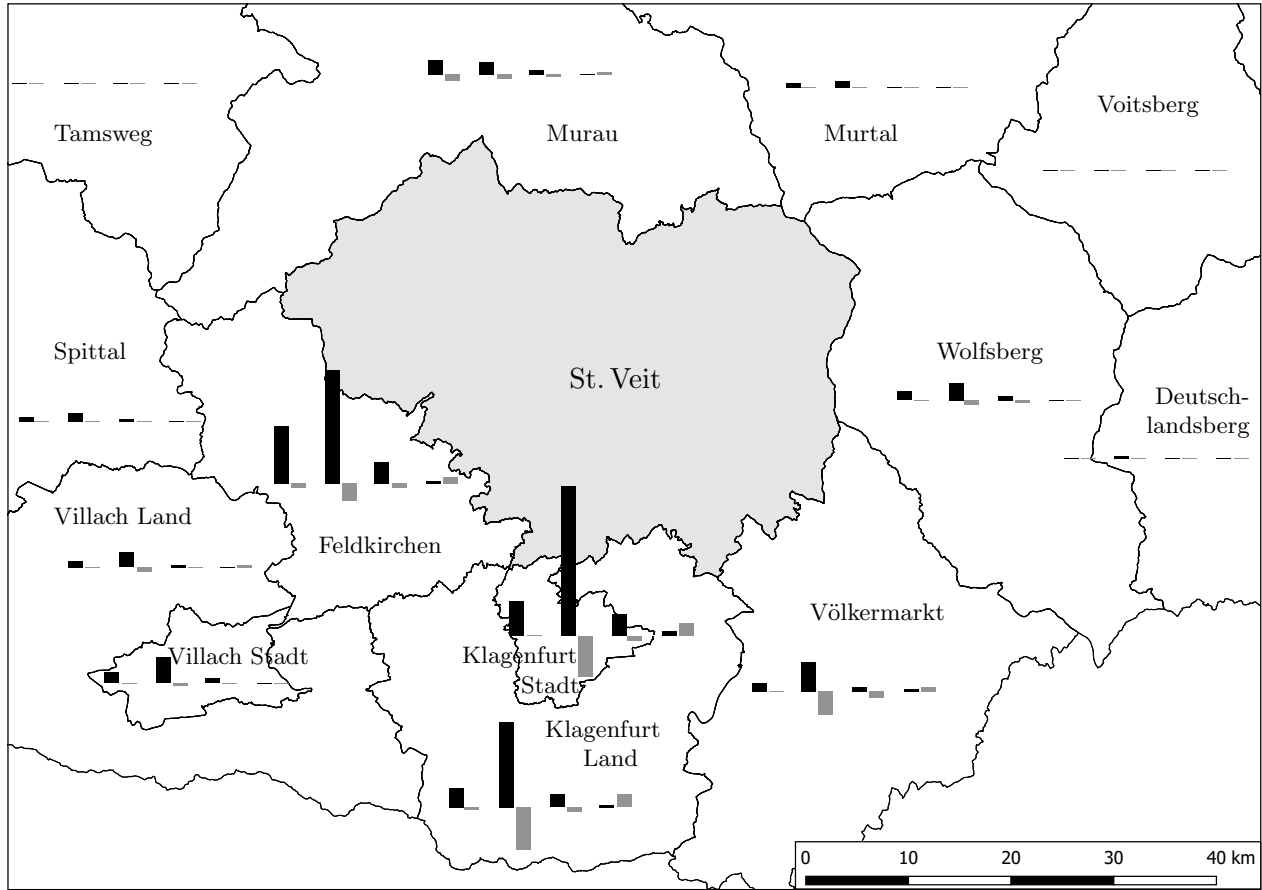 Voitsberg
Tamsweg
Murau
Murtal
Spittal
Wolfsberg
St. Veit
Deutsch-
landsberg
Villach Land
Feldkirchen
Völkermarkt
Villach Stadt
Klagenfurt
Stadt
Klagenfurt
Land
0 10 20 30 40 km